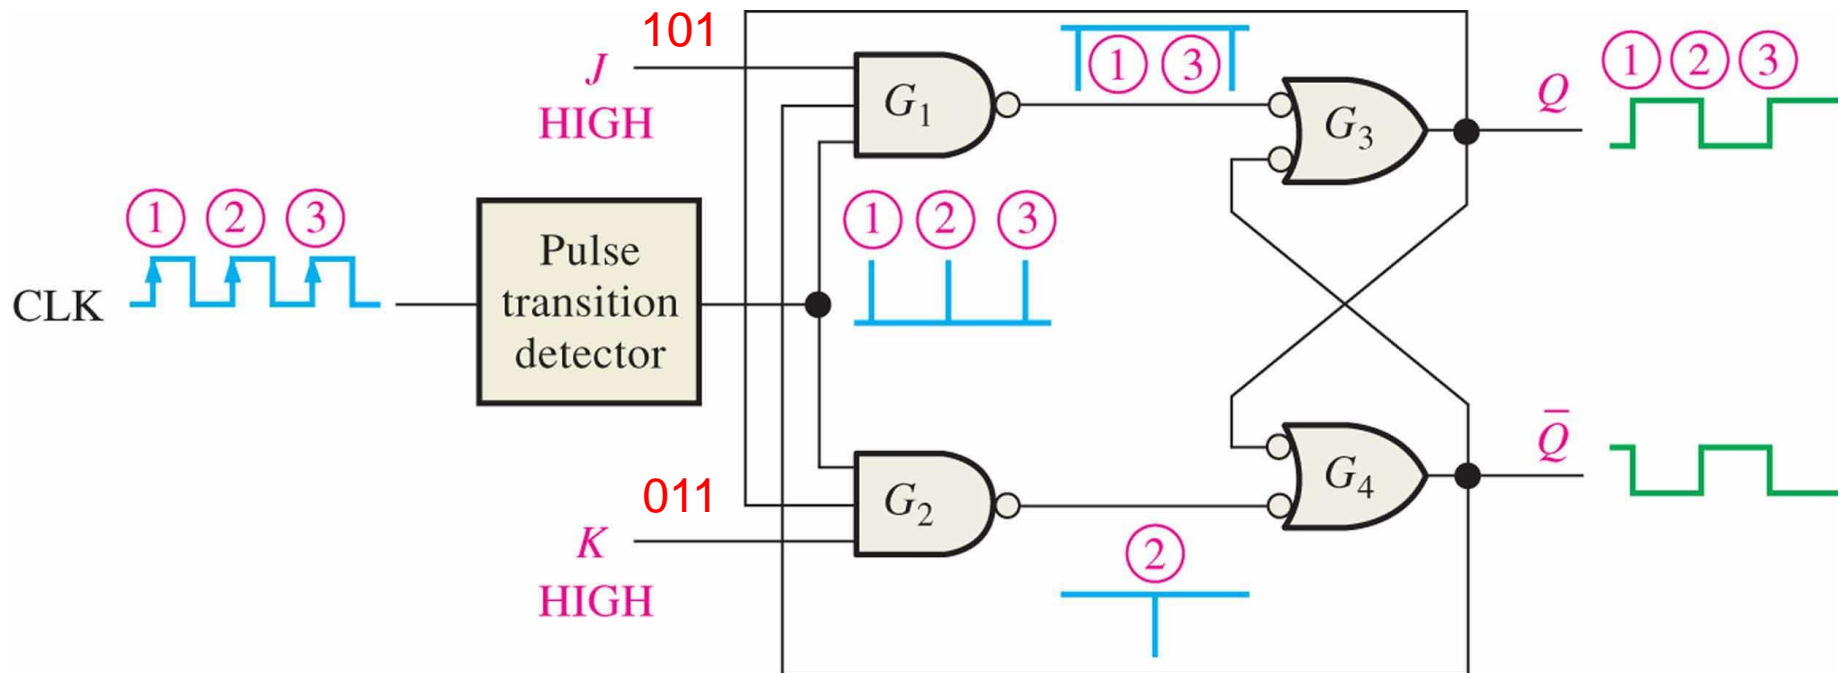 101
J
HIGH
① ③
G₁
G₃
Q
① ② ③
① ② ③
CLK
Pulse
transition
detector
① ② ③
011
K
HIGH
G₂
②
G₄
Q̅